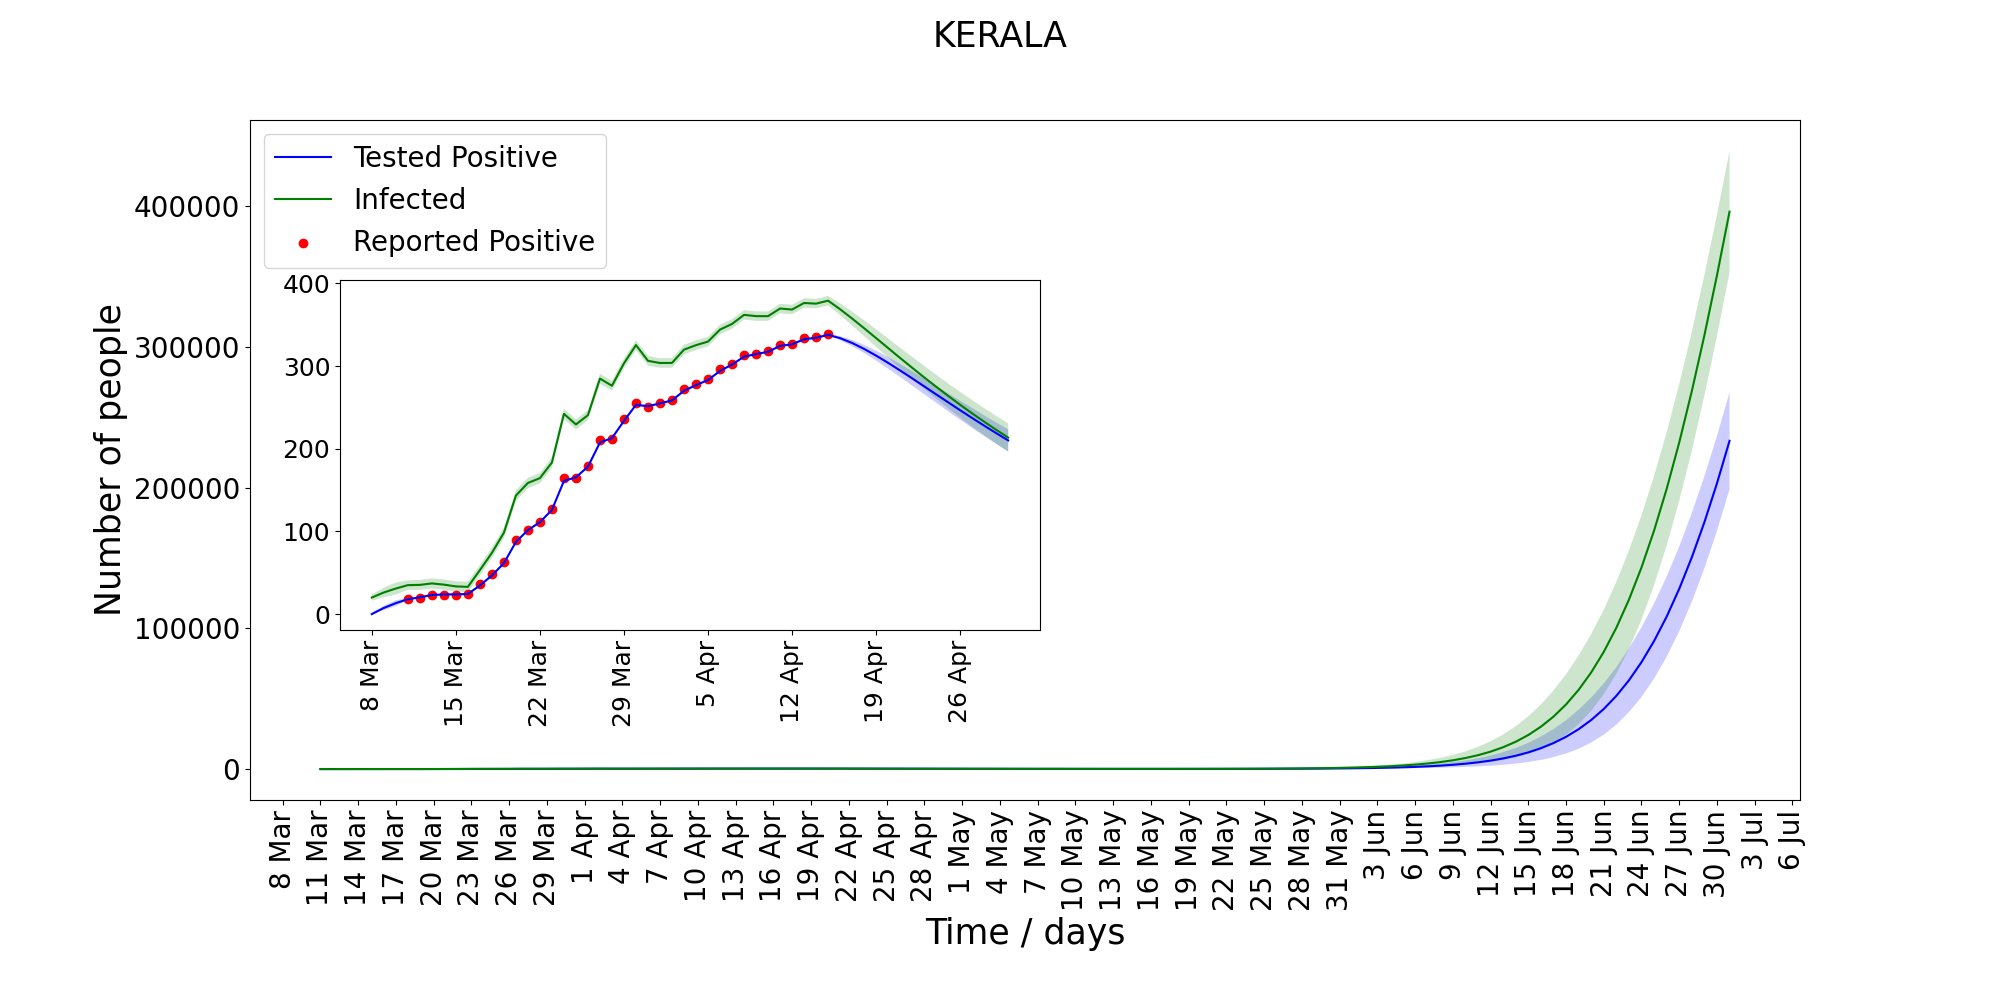 KERALA
Tested Positive
Infected
Reported Positive
Number of people
400000
300000
200000
100000
0
400
300
200
100
0
8 Mar
15 Mar
22 Mar
29 Mar
5 Apr
12 Apr
19 Apr
26 Apr
8 Mar
11 Mar
14 Mar
17 Mar
20 Mar
23 Mar
26 Mar
29 Mar
1 Apr
4 Apr
7 Apr
10 Apr
13 Apr
16 Apr
19 Apr
22 Apr
25 Apr
28 Apr
1 May
4 May
7 May
10 May
13 May
16 May
19 May
22 May
25 May
28 May
31 May
3 Jun
6 Jun
9 Jun
12 Jun
15 Jun
18 Jun
21 Jun
24 Jun
27 Jun
30 Jun
3 Jul
6 Jul
Time / days